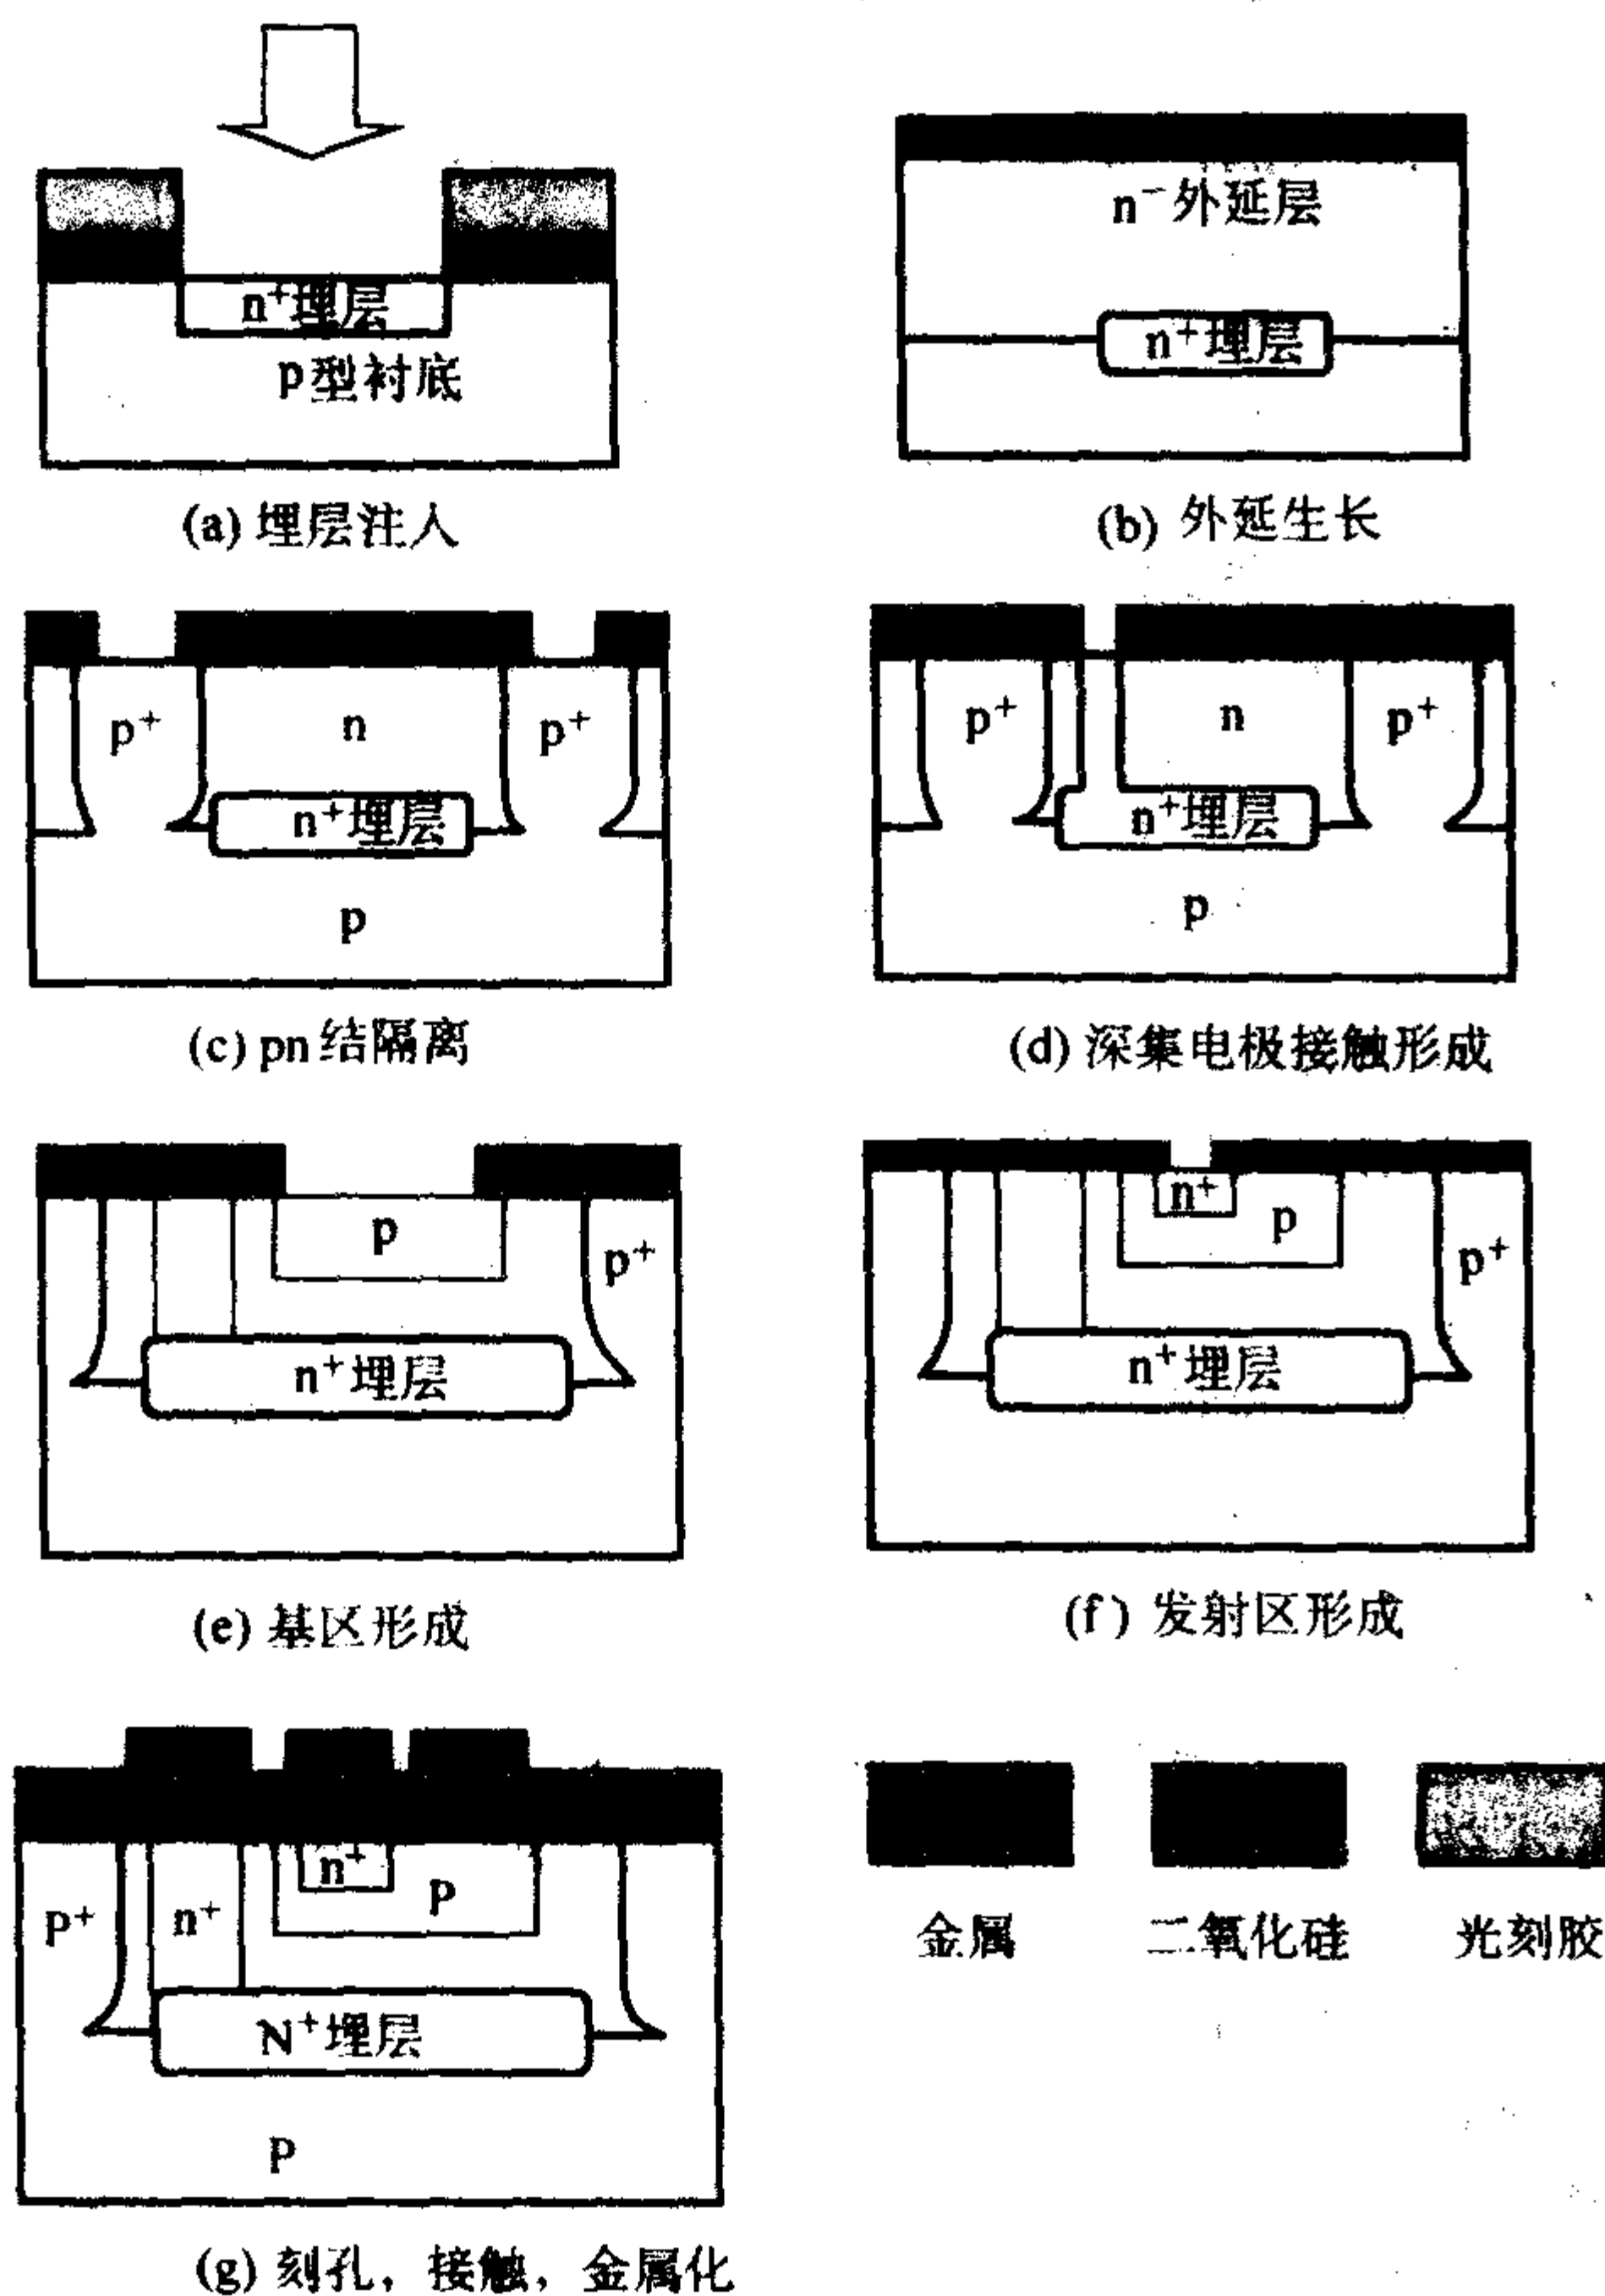 n⁺埋层
p型衬底
(a) 埋层注入
n⁻外延层
n⁺埋层
(b) 外延生长
p⁺ n p⁺
n⁺埋层
p
(c) pn结隔离
p⁺ n p⁺
n⁺埋层
p
(d) 深集电极接触形成
p
p⁺
n⁺埋层
(e) 基区形成
n⁺
p
p⁺
n⁺埋层
(f) 发射区形成
n⁺
p
p⁺ n⁺
N⁺埋层
p
(g) 刻孔，接触，金属化
金属 二氧化硅 光刻胶